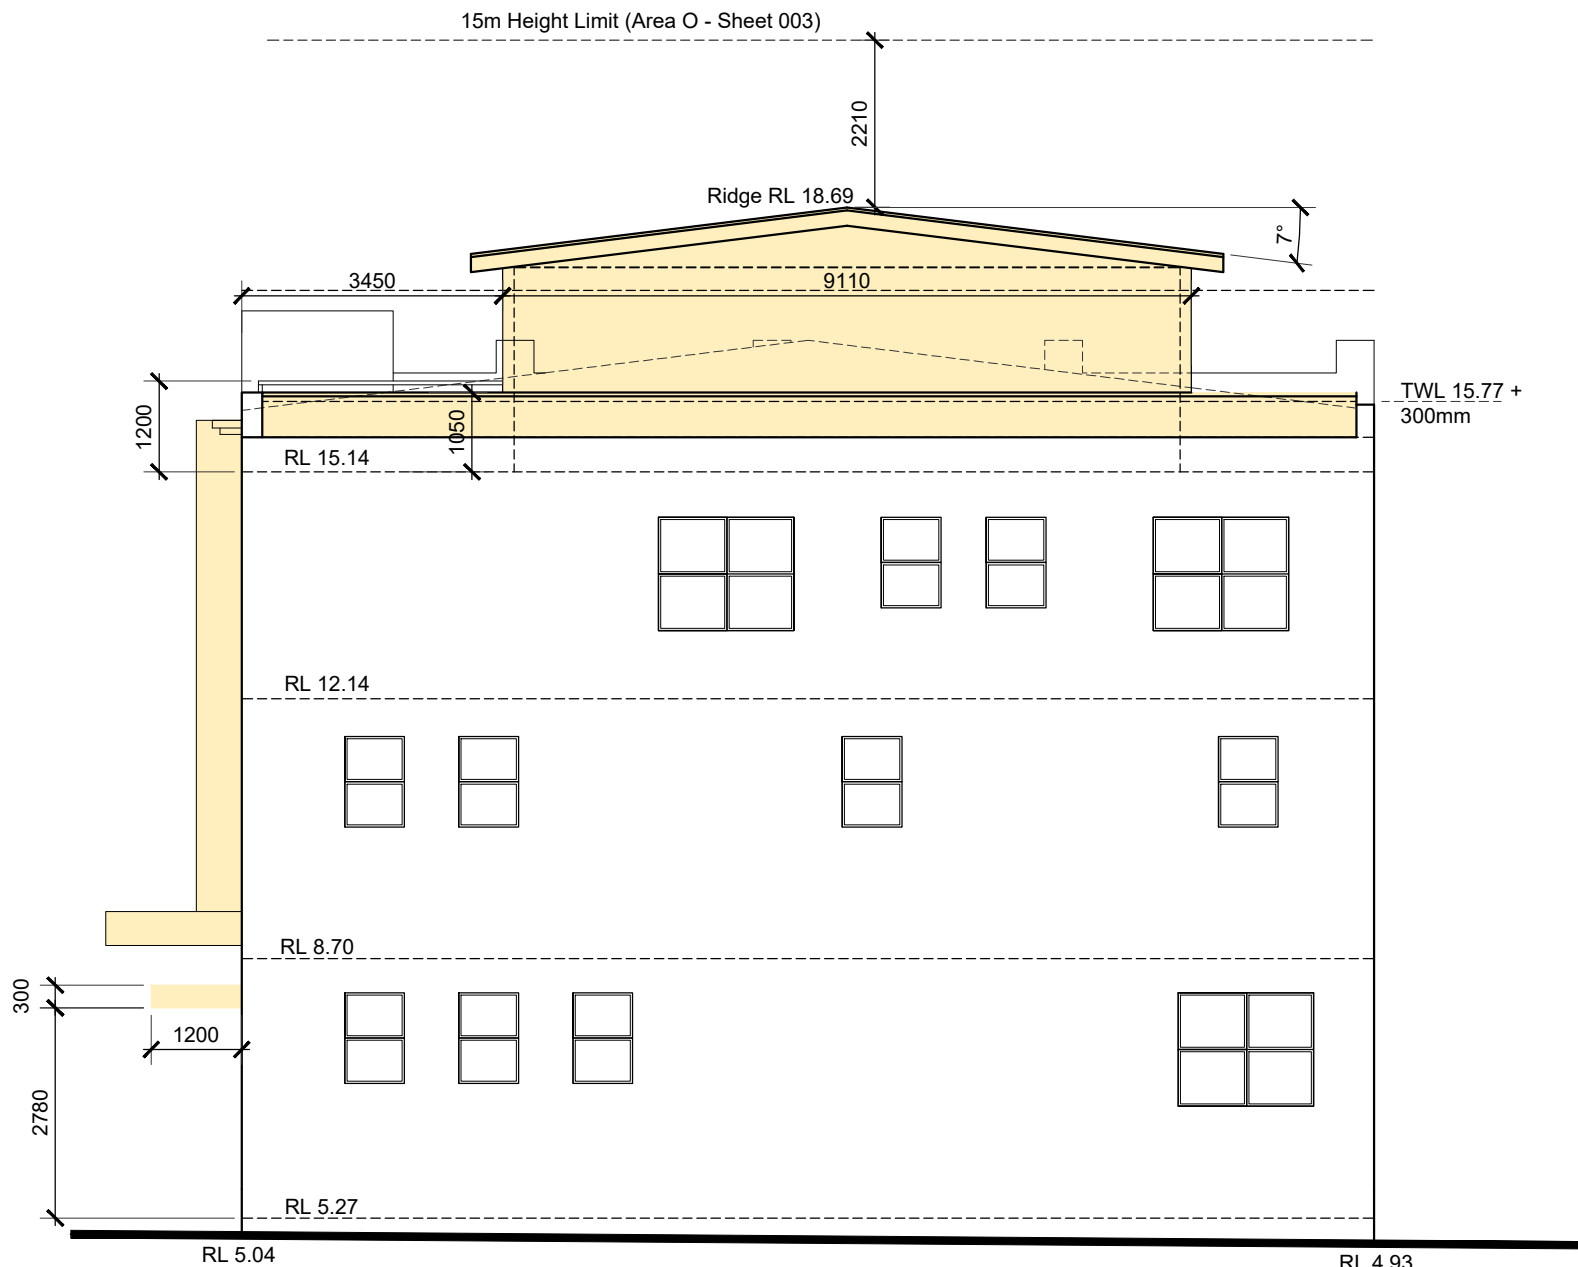 15m Height Limit (Area O - Sheet 003)
2210
Ridge RL 18.69
7°
3450
9110
TWL 15.77 +
300mm
1200
1050
RL 15.14
RL 12.14
RL 8.70
300
1200
2780
RL 5.27
RL 5.04
RL 4.93